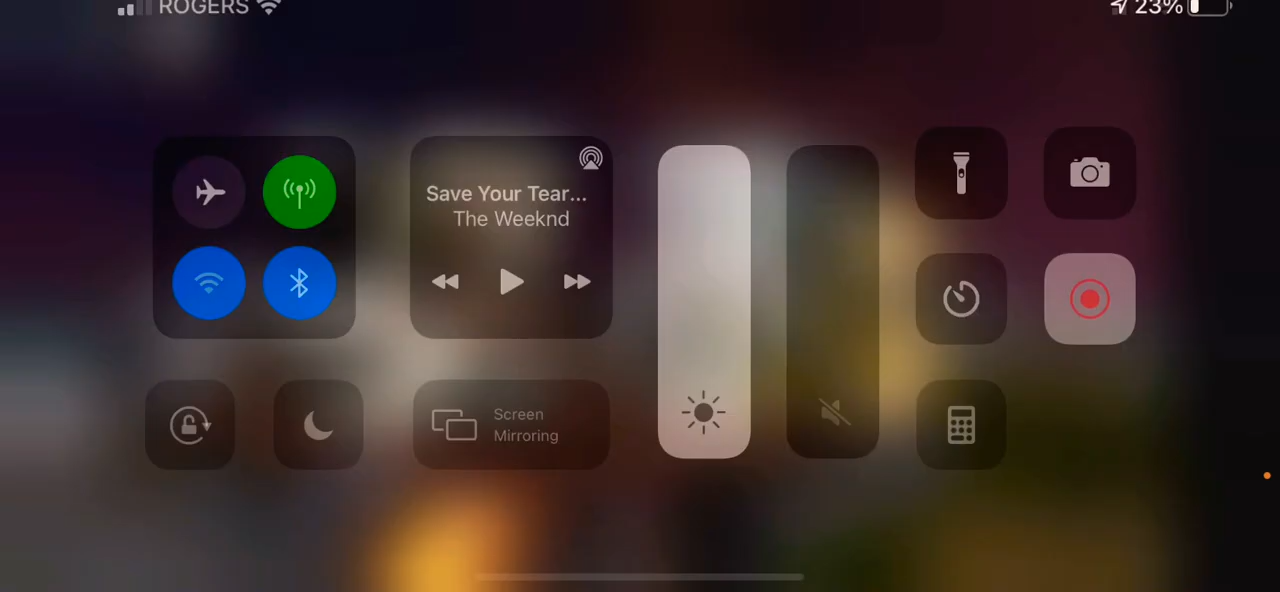 ROGERS
23%
Save Your Tear...
The Weeknd
Screen
Mirroring